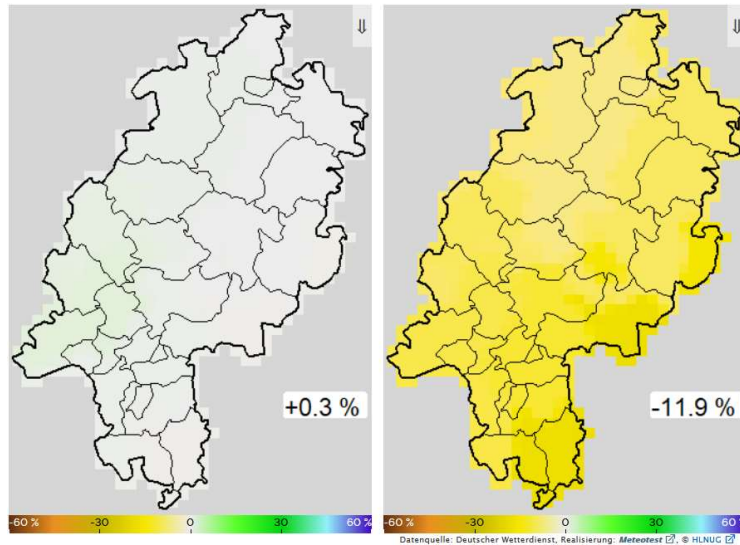 ⇓
⇓
+0.3 %
-11.9 %
-60 % -30 0 30 60 %
-60 % -30 0 30 60 %
Datenquelle: Deutscher Wetterdienst, Realisierung: Meteotest, © HLNUG